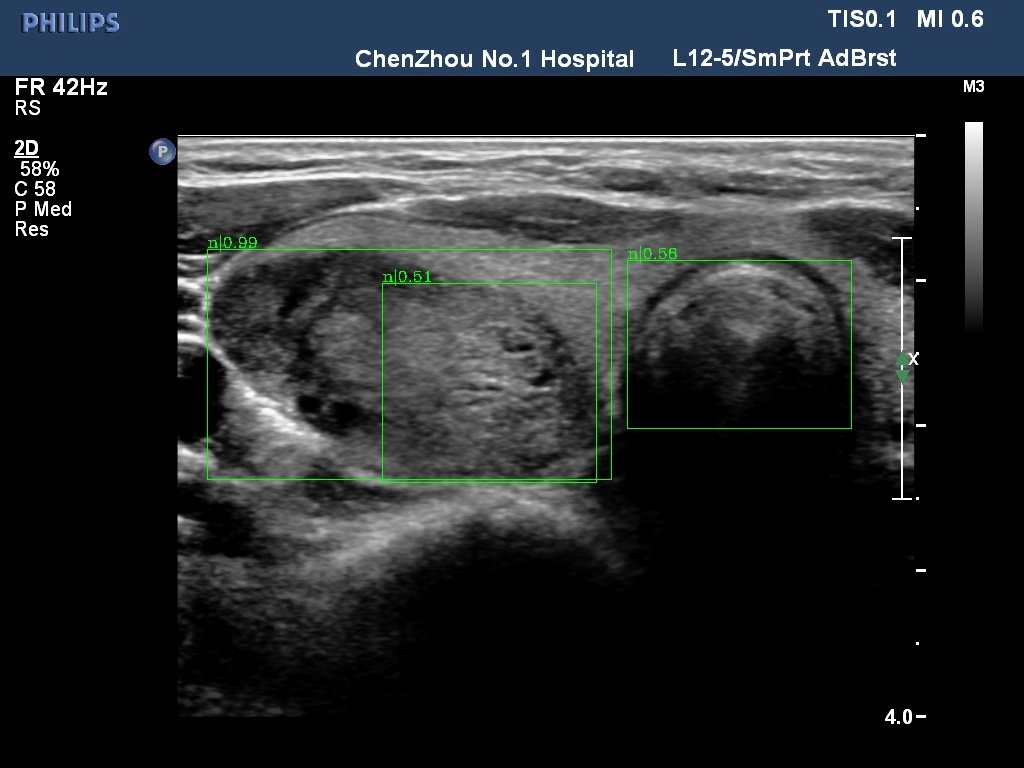 PHILIPS
TIS0.1 MI 0.6
ChenZhou No.1 Hospital L12-5/SmPrt AdBrst
FR 42Hz
RS
M3
2D
58%
C 58
P Med
Res
P
n|0.99
n|0.51
n|0.58
X
4.0